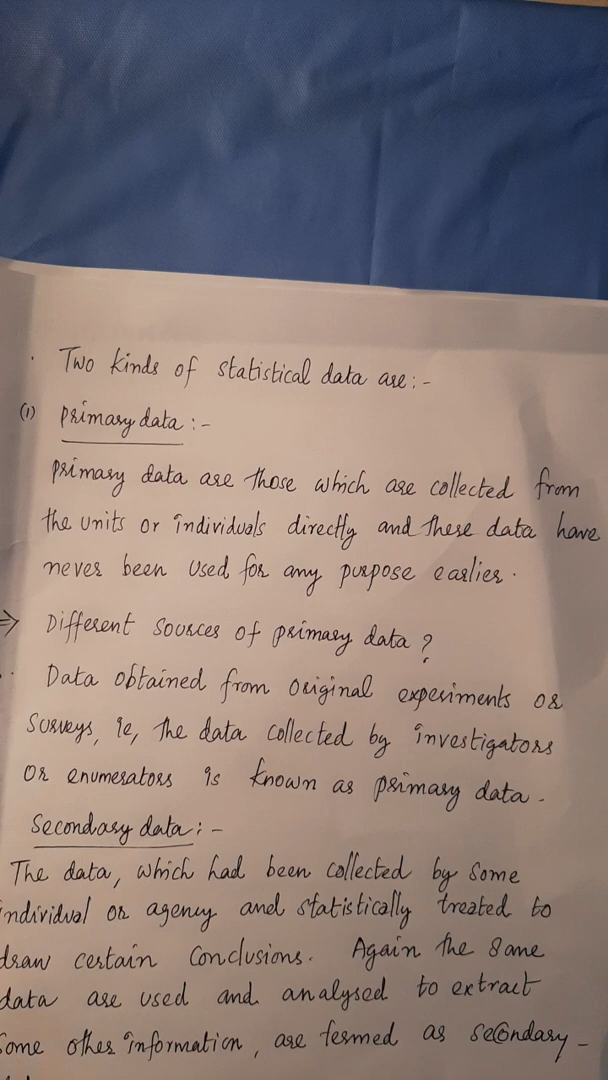 . Two kinds of statistical data are:-
(1) primary data :-
primary data are those which are collected from
the units or individuals directly and these data have
never been used for any purpose earlier.
⇒ Different sources of primary data ?
Data obtained from original experiments or
surveys, ie, the data collected by investigators
or enumerators is known as primary data.
Secondary data: -
The data, which had been collected by some
individual or agency and statistically treated to
draw certain conclusions. Again the same
data are used and analysed to extract
some other information, are termed as secondary -